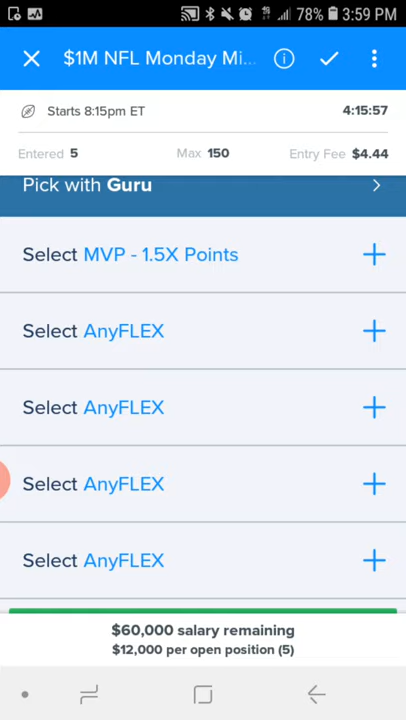 78% 3:59 PM
$1M NFL Monday Mi...
Starts 8:15pm ET 4:15:57
Entered 5 Max 150 Entry Fee $4.44
Pick with Guru
Select MVP - 1.5X Points
Select AnyFLEX
Select AnyFLEX
Select AnyFLEX
Select AnyFLEX
$60,000 salary remaining
$12,000 per open position (5)